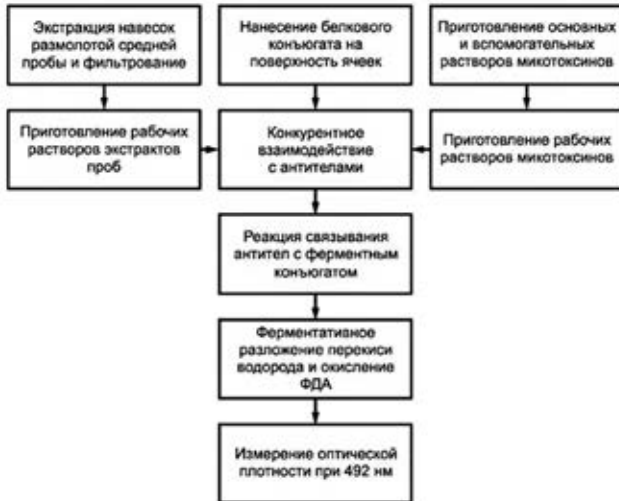 Экстракция навесок
размолотой средней
пробы и фильтрование
Нанесение белкового
конъюгата на
поверхность ячеек
Приготовление основных
и вспомогательных
растворов микотоксинов
Приготовление рабочих
растворов экстрактов
проб
Конкурентное
взаимодействие
с антителами
Приготовление рабочих
растворов микотоксинов
Реакция связывания
антител с ферментным
конъюгатом
Ферментативное
разложение перекиси
водорода и окисление
ФДА
Измерение оптической
плотности при 492 нм